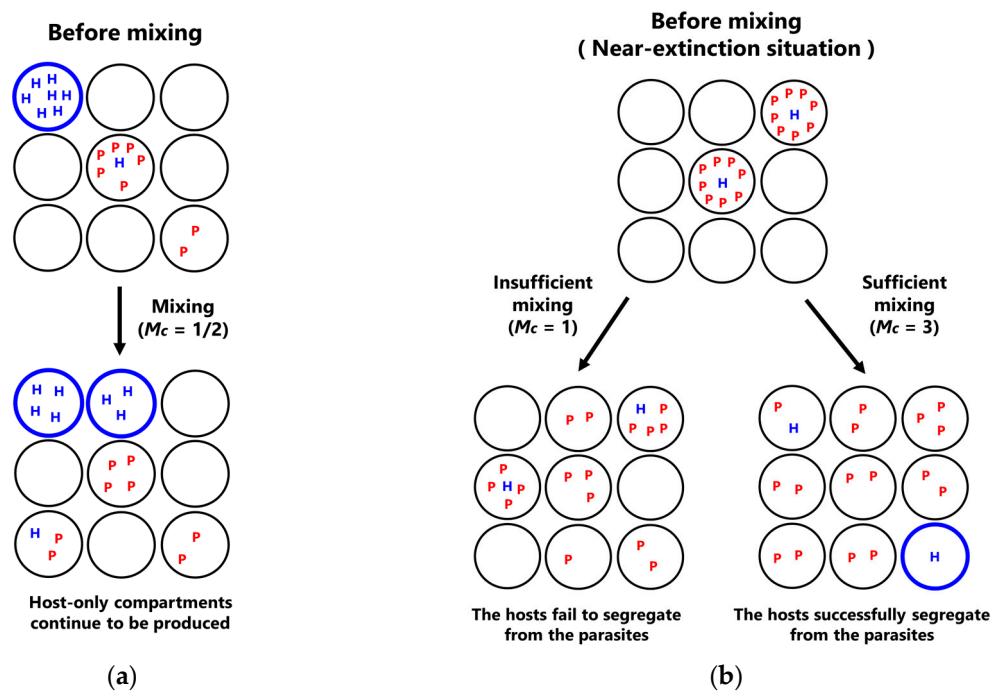 Before mixing
H
H H
H H H
H H
P P P
P H P
P
P
P
Mixing
(Mc = 1/2)
H H
H H
H
H
H
P P
P P
H P
P
P
P
Host-only compartments
continue to be produced
(a)
Before mixing
( Near-extinction situation )
P P
P P
H
P P
P P
P P
P P
H
P P
P P
Insufficient
mixing
(Mc = 1)
Sufficient
mixing
(Mc = 3)
P P
H P
P P P
P
P H P
P
P P
P
P
P
P
The hosts fail to segregate
from the parasites
P
H
P
P
P
P
P
P P
P P
P
P
P P
P P
H
The hosts successfully segregate
from the parasites
(b)